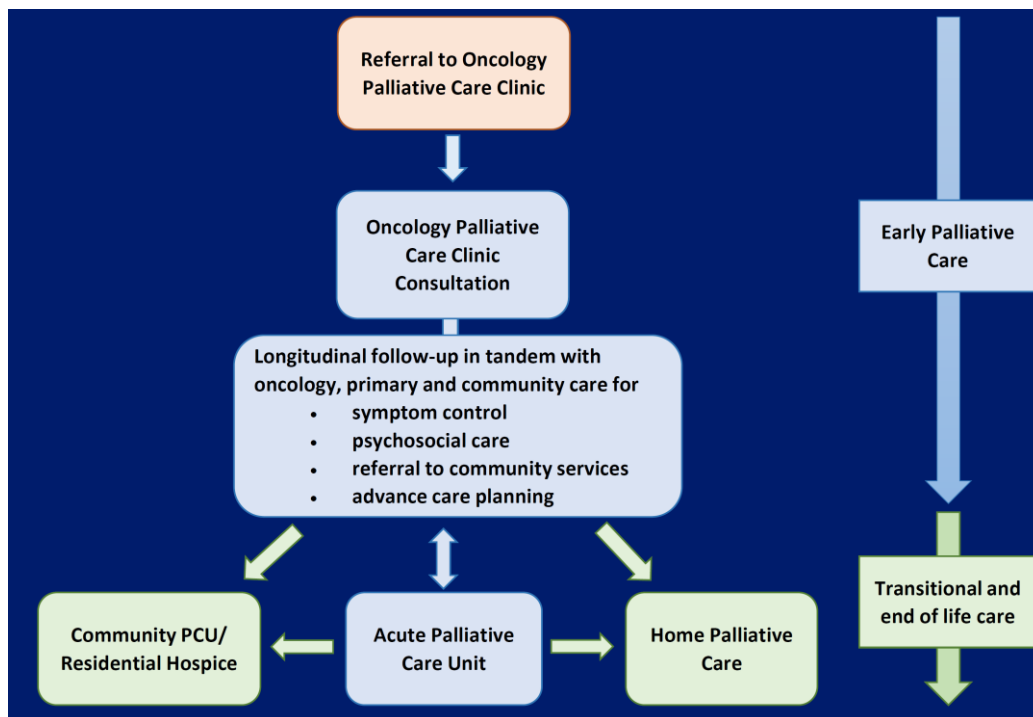 Referral to Oncology
Palliative Care Clinic
Oncology Palliative
Care Clinic
Consultation
Early Palliative
Care
Longitudinal follow-up in tandem with
oncology, primary and community care for
• symptom control
• psychosocial care
• referral to community services
• advance care planning
Community PCU/
Residential Hospice
Acute Palliative
Care Unit
Home Palliative
Care
Transitional and
end of life care